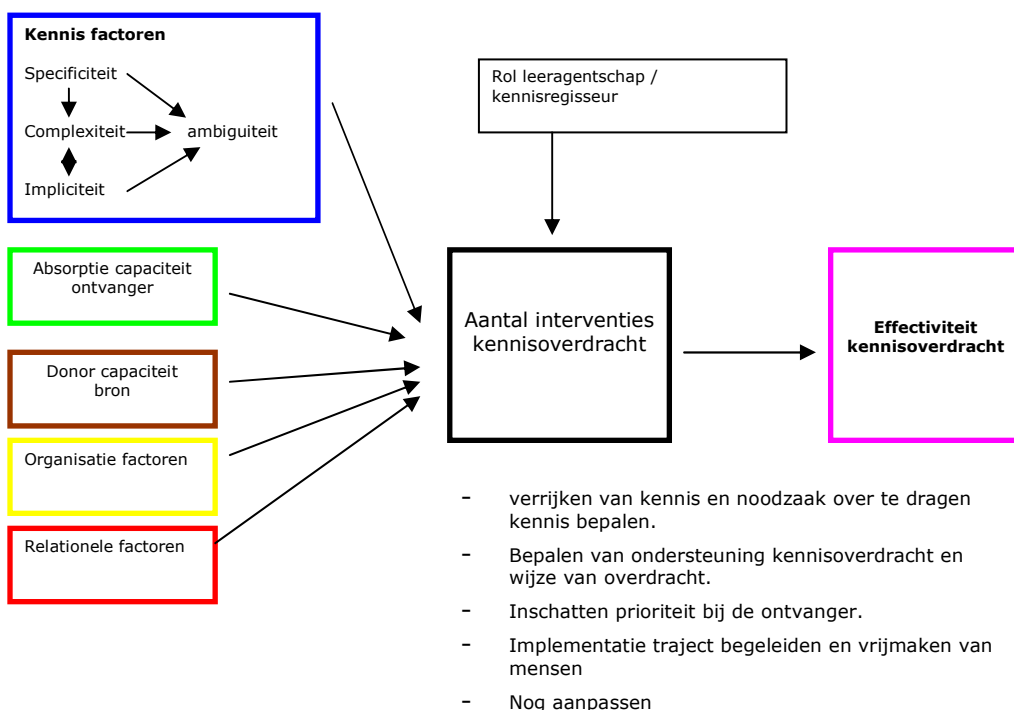 Kennis factoren
Specificiteit
Complexiteit
ambiguiteit
Impliciteit
Rol leeragentschap /
kennisregisseur
Absorptie capaciteit
ontvanger
Donor capaciteit
bron
Organisatie factoren
Relationele factoren
Aantal interventies
kennisoverdracht
Effectiviteit
kennisoverdracht
- verrijken van kennis en noodzaak over te dragen
kennis bepalen.
- Bepalen van ondersteuning kennisoverdracht en
wijze van overdracht.
- Inschatten prioriteit bij de ontvanger.
- Implementatie traject begeleiden en vrijmaken van
mensen
- Nog aanpassen